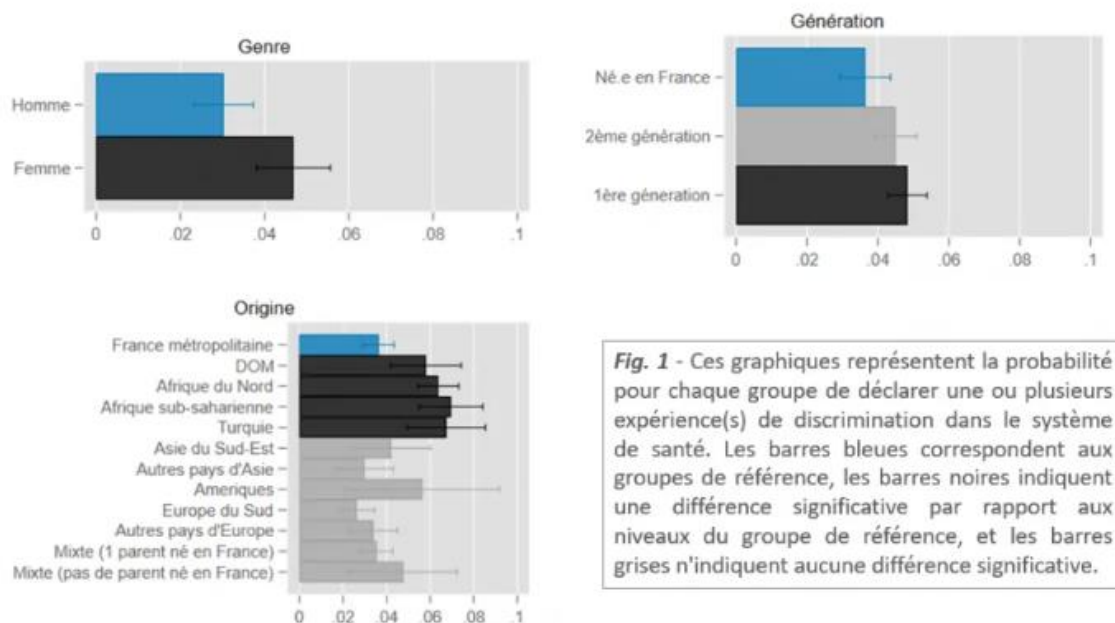 Genre
Homme
Femme
0 .02 .04 .06 .08 .1
Génération
Né.e en France
2ème génération
1ère géneration
0 .02 .04 .06 .08 .1
Origine
France métropolitaine
DOM
Afrique du Nord
Afrique sub-saharienne
Turquie
Asie du Sud-Est
Autres pays d'Asie
Ameriques
Europe du Sud
Autres pays d'Europe
Mixte (1 parent né en France)
Mixte (pas de parent né en France)
0 .02 .04 .06 .08 .1
Fig. 1 - Ces graphiques représentent la probabilité
pour chaque groupe de déclarer une ou plusieurs
expérience(s) de discrimination dans le système
de santé. Les barres bleues correspondent aux
groupes de référence, les barres noires indiquent
une différence significative par rapport aux
niveaux du groupe de référence, et les barres
grises n'indiquent aucune différence significative.